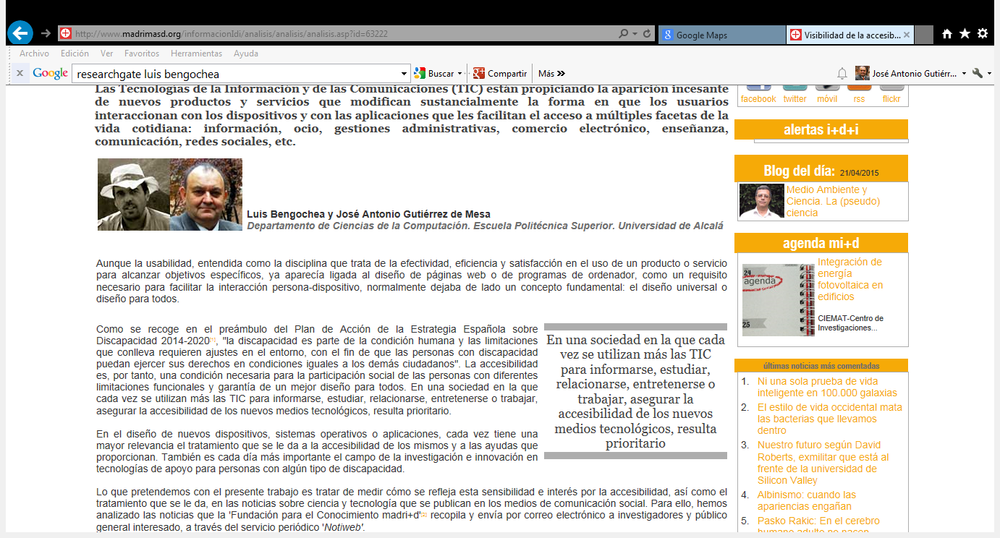 http://www.madrimasd.org/informacionIdi/analisis/analisis/analisis.asp?id=63222
Google Maps
Visibilidad de la accesib...
Archivo Edición Ver Favoritos Herramientas Ayuda
x Google researchgate luis bengochea Buscar Compartir Más »
José Antonio Gutiérr...
Las Tecnologías de la Información y de las Comunicaciones (TIC) están propiciando la aparición incesante
de nuevos productos y servicios que modifican sustancialmente la forma en que los usuarios
interaccionan con los dispositivos y con las aplicaciones que les facilitan el acceso a múltiples facetas de la
vida cotidiana: información, ocio, gestiones administrativas, comercio electrónico, enseñanza,
comunicación, redes sociales, etc.
Luis Bengochea y José Antonio Gutiérrez de Mesa
Departamento de Ciencias de la Computación. Escuela Politécnica Superior. Universidad de Alcalá
Aunque la usabilidad, entendida como la disciplina que trata de la efectividad, eficiencia y satisfacción en el uso de un producto o servicio
para alcanzar objetivos específicos, ya aparecía ligada al diseño de páginas web o de programas de ordenador, como un requisito
necesario para facilitar la interacción persona-dispositivo, normalmente dejaba de lado un concepto fundamental: el diseño universal o
diseño para todos.
Como se recoge en el preámbulo del Plan de Acción de la Estrategia Española sobre
Discapacidad 2014-2020[1], "la discapacidad es parte de la condición humana y las limitaciones
que conlleva requieren ajustes en el entorno, con el fin de que las personas con discapacidad
puedan ejercer sus derechos en condiciones iguales a los demás ciudadanos". La accesibilidad
es, por tanto, una condición necesaria para la participación social de las personas con diferentes
limitaciones funcionales y garantía de un mejor diseño para todos. En una sociedad en la que
cada vez se utilizan más las TIC para informarse, estudiar, relacionarse, entretenerse o trabajar,
asegurar la accesibilidad de los nuevos medios tecnológicos, resulta prioritario.
En una sociedad en la que cada
vez se utilizan más las TIC
para informarse, estudiar,
relacionarse, entretenerse o
trabajar, asegurar la
accesibilidad de los nuevos
medios tecnológicos, resulta
prioritario
En el diseño de nuevos dispositivos, sistemas operativos o aplicaciones, cada vez tiene una
mayor relevancia el tratamiento que se le da a la accesibilidad de los mismos y a las ayudas que
proporcionan. También es cada día más importante el campo de la investigación e innovación en
tecnologías de apoyo para personas con algún tipo de discapacidad.
Lo que pretendemos con el presente trabajo es tratar de medir cómo se refleja esta sensibilidad e interés por la accesibilidad, así como el
tratamiento que se le da, en las noticias sobre ciencia y tecnología que se publican en los medios de comunicación social. Para ello, hemos
analizado las noticias que la 'Fundación para el Conocimiento madri+d'[2] recopila y envía por correo electrónico a investigadores y público
general interesado, a través del servicio periódico 'Notiweb'.
facebook twitter móvil rss flickr
alertas i+d+i
Blog del día: 21/04/2015
Medio Ambiente y
Ciencia. La (pseudo)
ciencia
agenda mi+d
24
agenda
25
Integración de
energía
fotovoltaica en
edificios
CIEMAT-Centro de
Investigaciones...
últimas noticias más comentadas
1. Ni una sola prueba de vida
inteligente en 100.000 galaxias
2. El estilo de vida occidental mata
las bacterias que llevamos
dentro
3. Nuestro futuro según David
Roberts, exmilitar que está al
frente de la universidad de
Silicon Valley
4. Albinismo: cuando las
apariencias engañan
5. Pasko Rakic: En el cerebro
humano adulto no nacen